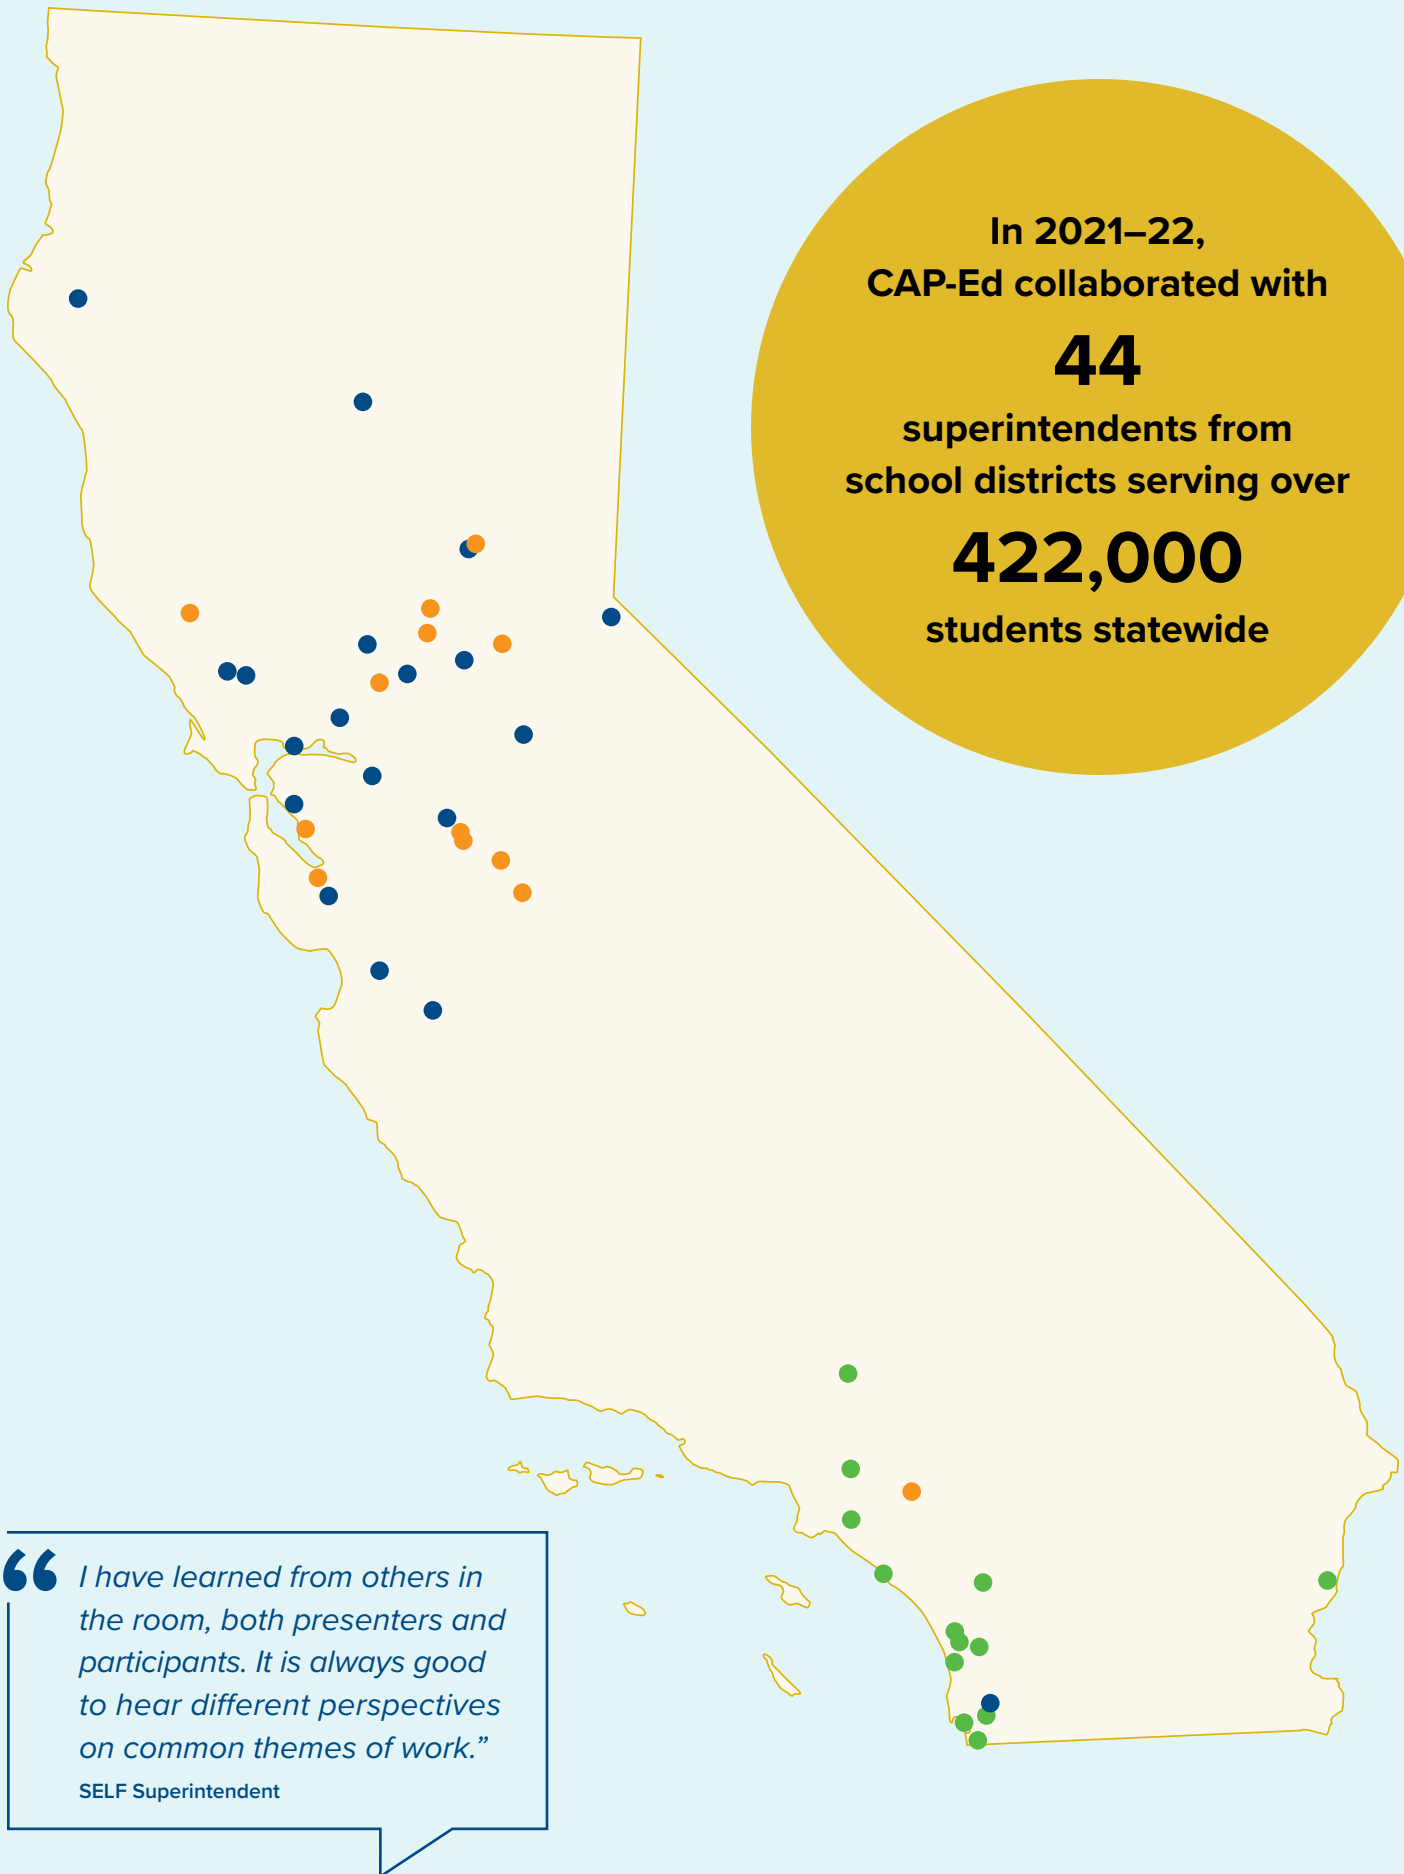 In 2021–22,
CAP-Ed collaborated with
44
superintendents from
school districts serving over
422,000
students statewide
“ I have learned from others in
the room, both presenters and
participants. It is always good
to hear different perspectives
on common themes of work.”
SELF Superintendent